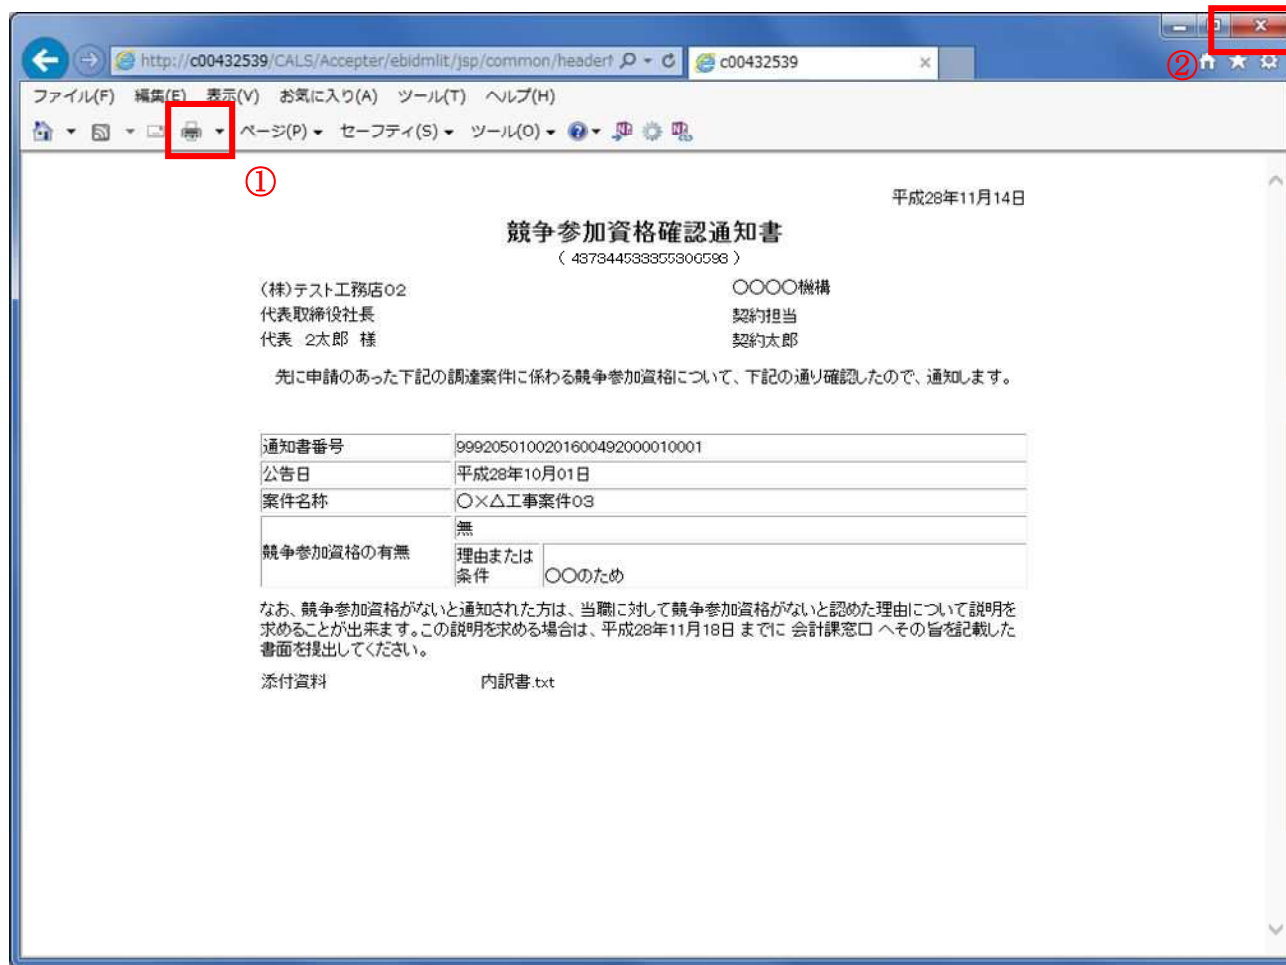 http://c00432539/CALS/Accepter/ebidmlit/jsp/common/header
c00432539
②
ファイル(F) 編集(E) 表示(V) お気に入り(A) ツール(T) ヘルプ(H)
ページ(P) セーフティ(S) ツール(O)
①
平成28年11月14日
競争参加資格確認通知書
（ 437344533355306593 ）
(株)テスト工務店02
○○○○機構
代表取締役社長
契約担当
代表 2太郎 様
契約太郎
先に申請のあった下記の調達案件に係わる競争参加資格について、下記の通り確認したので、通知します。
通知書番号 9992050100201600492000010001
公告日 平成28年10月01日
案件名称 ○×△工事案件03
競争参加資格の有無
無
理由または
条件
○○のため
なお、競争参加資格がないと通知された方は、当職に対して競争参加資格がないと認めた理由について説明を
求めることが出来ます。この説明を求める場合は、平成28年11月18日 までに 会計課窓口 へその旨を記載した
書面を提出してください。
添付資料 内訳書.txt